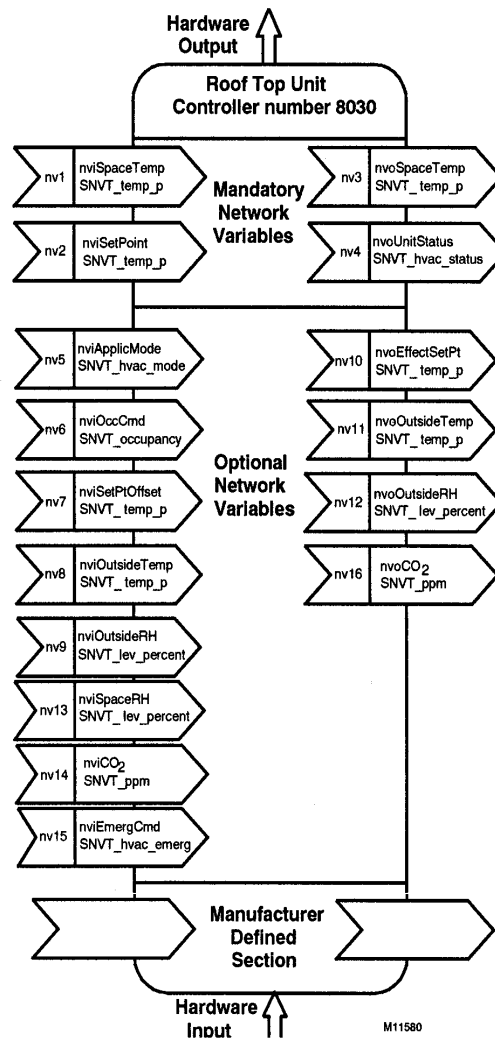 Hardware
Output
Roof Top Unit
Controller number 8030
nv1
nviSpaceTemp
SNVT_temp_p
nv2
nviSetPoint
SNVT_temp_p
Mandatory
Network
Variables
nv3
nvoSpaceTemp
SNVT_temp_p
nv4
nvoUnitStatus
SNVT_hvac_status
nv5
nviApplicMode
SNVT_hvac_mode
nv6
nviOccCmd
SNVT_occupancy
nv7
nviSetPtOffset
SNVT_temp_p
nv8
nviOutsideTemp
SNVT_temp_p
nv9
nviOutsideRH
SNVT_lev_percent
nv13
nviSpaceRH
SNVT_lev_percent
nv14
nviCO2
SNVT_ppm
nv15
nviEmergCmd
SNVT_hvac_emerg
Optional
Network
Variables
nv10
nvoEffectSetPt
SNVT_temp_p
nv11
nvoOutsideTemp
SNVT_temp_p
nv12
nvoOutsideRH
SNVT_lev_percent
nv16
nvoCO2
SNVT_ppm
Manufacturer
Defined
Section
Hardware
Input
M11580